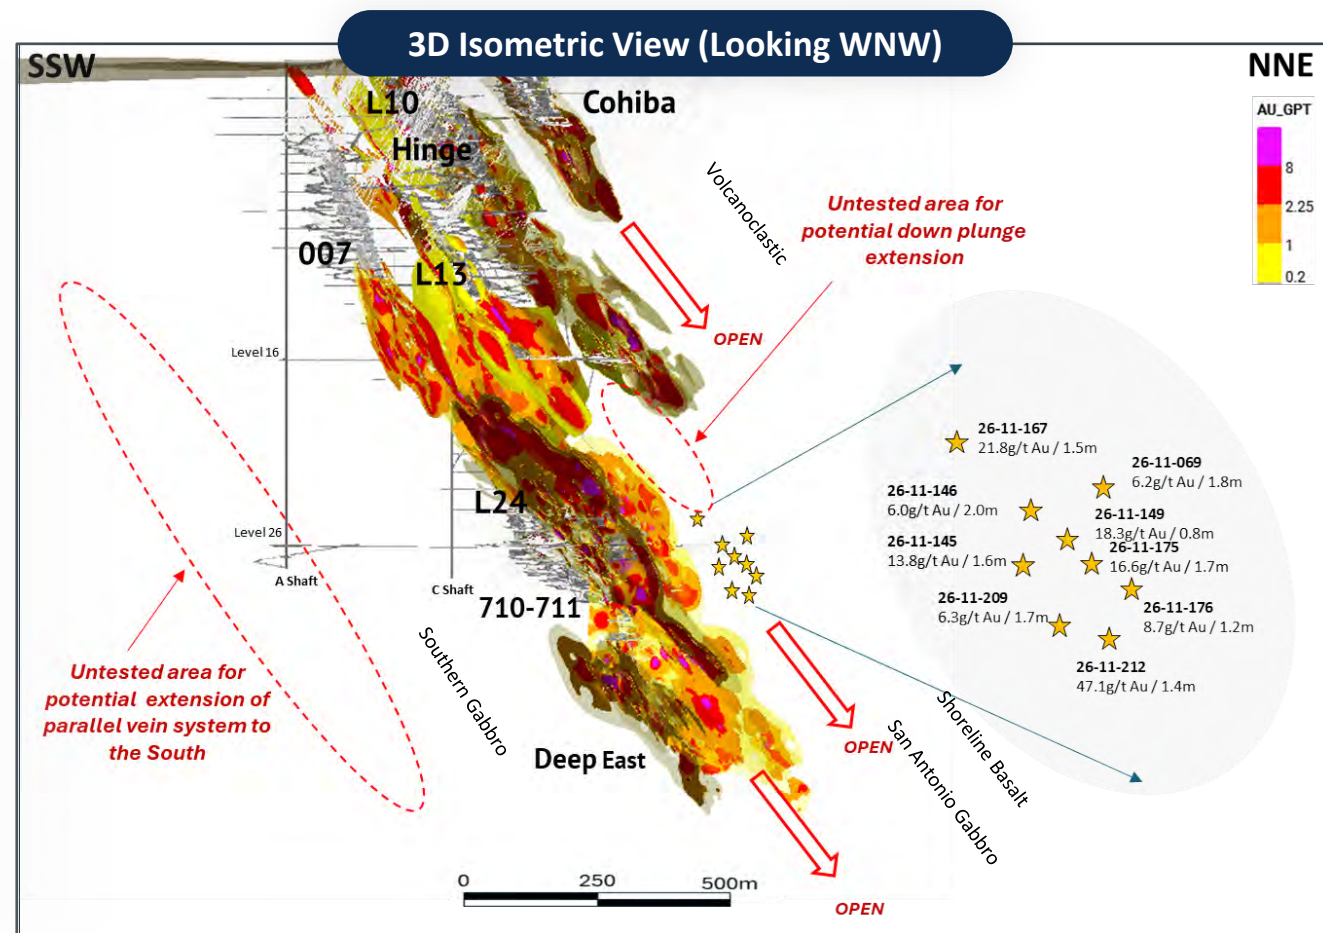 3D Isometric View (Looking WNW)
SSW
NNE
L10
Cohiba
Hinge
AU_GPT
8
2.25
1
0.2
Volcanoclastic
Untested area for
potential down plunge
extension
007
L13
OPEN
Level 16
26-11-167
21.8g/t Au / 1.5m
26-11-069
6.2g/t Au / 1.8m
26-11-146
6.0g/t Au / 2.0m
26-11-149
18.3g/t Au / 0.8m
26-11-145
13.8g/t Au / 1.6m
26-11-175
16.6g/t Au / 1.7m
26-11-209
6.3g/t Au / 1.7m
26-11-176
8.7g/t Au / 1.2m
26-11-212
47.1g/t Au / 1.4m
L24
Level 26
A Shaft
C Shaft
710-711
Southern Gabbro
Untested area for
potential extension of
parallel vein system to
the South
Shoreline Basalt
San Antonio Gabbro
OPEN
Deep East
0 250 500m
OPEN